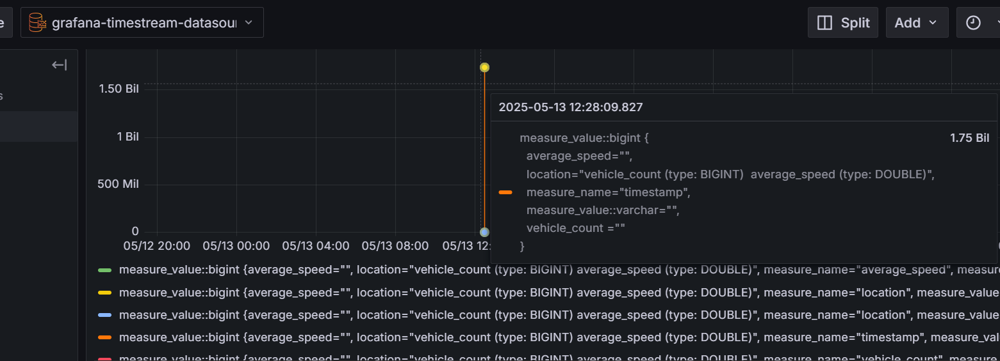 e
grafana-timestream-datasour
Split
Add
s
1.50 Bil
1 Bil
500 Mil
0
05/12 20:00 05/13 00:00 05/13 04:00 05/13 08:00 05/13 12:
2025-05-13 12:28:09.827
measure_value::bigint { 1.75 Bil
average_speed="",
location="vehicle_count (type: BIGINT)  average_speed (type: DOUBLE)",
measure_name="timestamp",
measure_value::varchar="",
vehicle_count =""
}
measure_value::bigint {average_speed="", location="vehicle_count (type: BIGINT) average_speed (type: DOUBLE)", measure_name="average_speed", measure
measure_value::bigint {average_speed="", location="vehicle_count (type: BIGINT) average_speed (type: DOUBLE)", measure_name="location", measure_value
measure_value::bigint {average_speed="", location="vehicle_count (type: BIGINT) average_speed (type: DOUBLE)", measure_name="location", measure_value
measure_value::bigint {average_speed="", location="vehicle_count (type: BIGINT) average_speed (type: DOUBLE)", measure_name="timestamp", measure_val
measure_value::bigint {average_speed="", location="vehicle_count (type: BIGINT) average_speed (type: DOUBLE)", measure_name="vehicle_count", measure